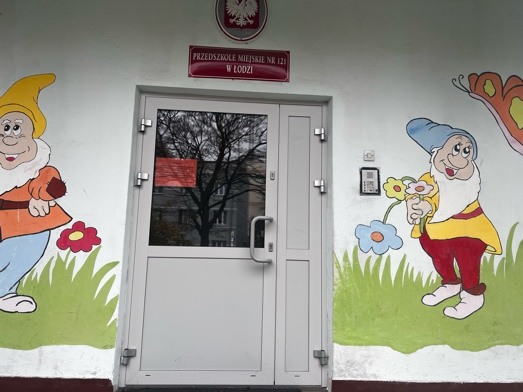 PRZEDSZKOLE MIEJSKIE NR 121
W ŁODZI